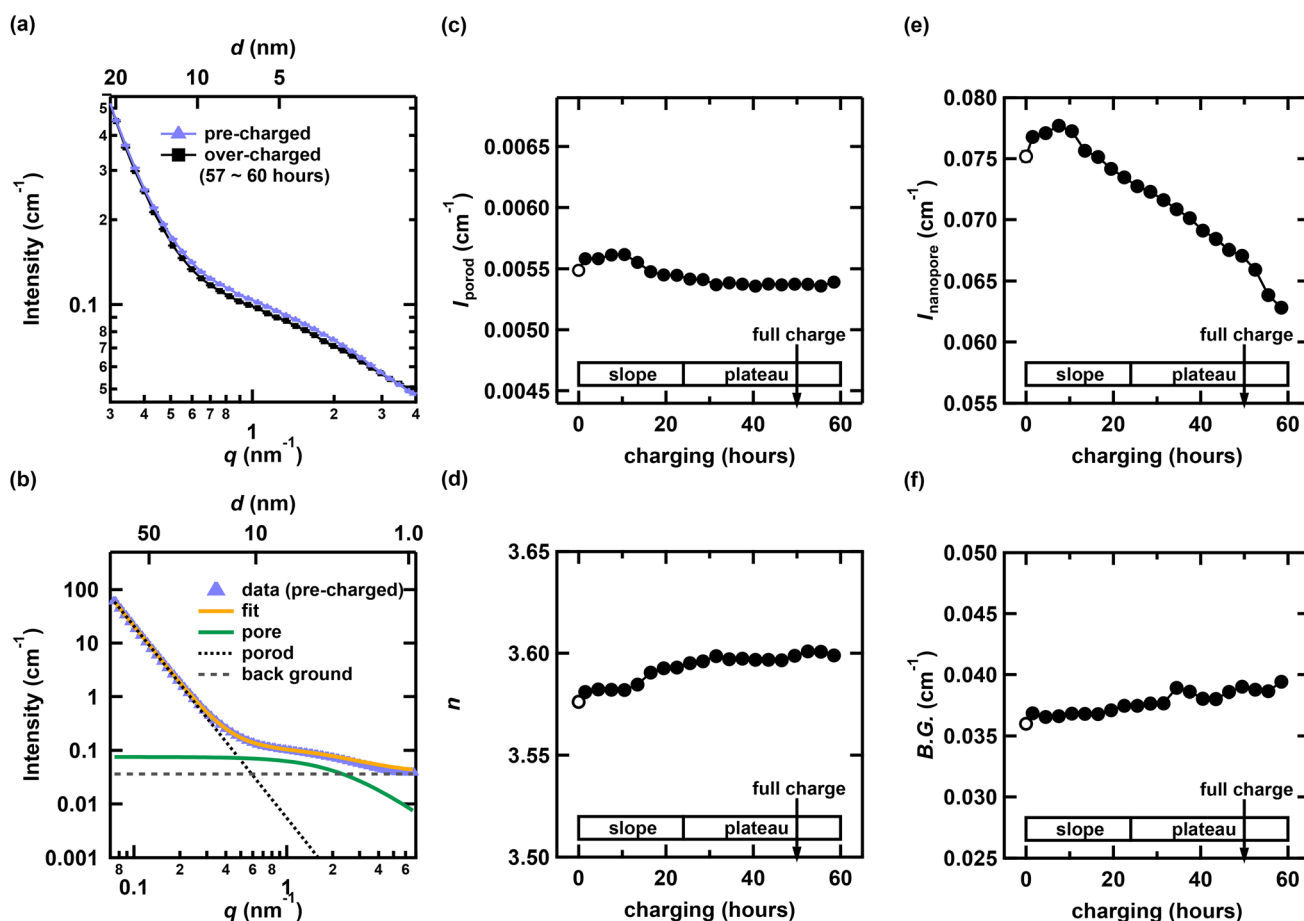 (a)
d (nm)
20 10 5
5
4
3
2
0.1
8
7
6
5
Intensity (cm⁻¹)
pre-charged
over-charged
(57 ~ 60 hours)
3 4 5 6 7 8 1 2 3 4
q (nm⁻¹)
(b)
d (nm)
50 10 1.0
100
10
1
0.1
0.01
0.001
Intensity (cm⁻¹)
data (pre-charged)
fit
pore
porod
back ground
8 0.1 2 4 6 8 1 2 4 6
q (nm⁻¹)
(c)
0.0065
0.0060
0.0055
0.0050
0.0045
I_porod (cm⁻¹)
full charge
slope plateau
0 20 40 60
charging (hours)
(d)
3.65
3.60
3.55
3.50
n
full charge
slope plateau
0 20 40 60
charging (hours)
(e)
0.080
0.075
0.070
0.065
0.060
0.055
I_nanopore (cm⁻¹)
full charge
slope plateau
0 20 40 60
charging (hours)
(f)
0.050
0.045
0.040
0.035
0.030
0.025
B.G. (cm⁻¹)
full charge
slope plateau
0 20 40 60
charging (hours)